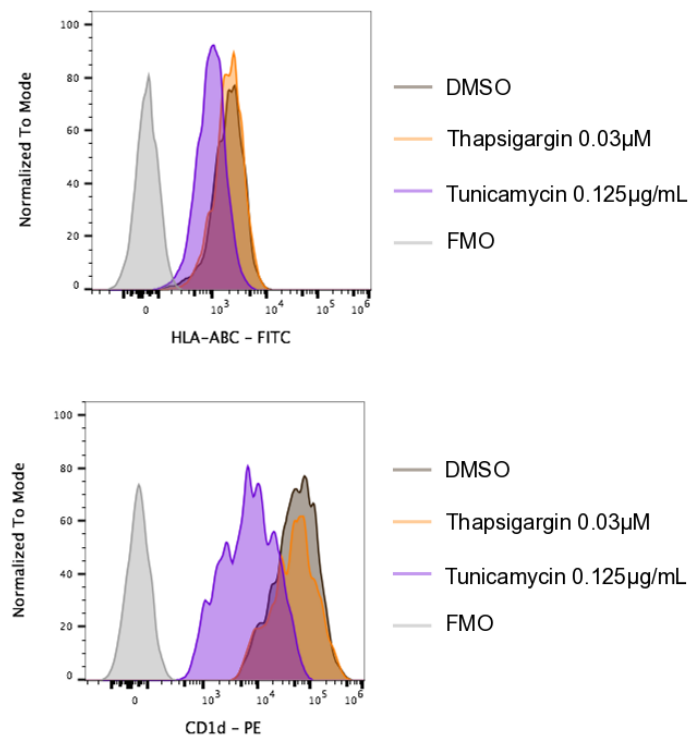 100
80
60
40
20
0
Normalized To Mode
0 10³ 10⁴ 10⁵ 10⁶
HLA-ABC - FITC
DMSO
Thapsigargin 0.03µM
Tunicamycin 0.125µg/mL
FMO
100
80
60
40
20
0
Normalized To Mode
0 10³ 10⁴ 10⁵ 10⁶
CD1d - PE
DMSO
Thapsigargin 0.03µM
Tunicamycin 0.125µg/mL
FMO